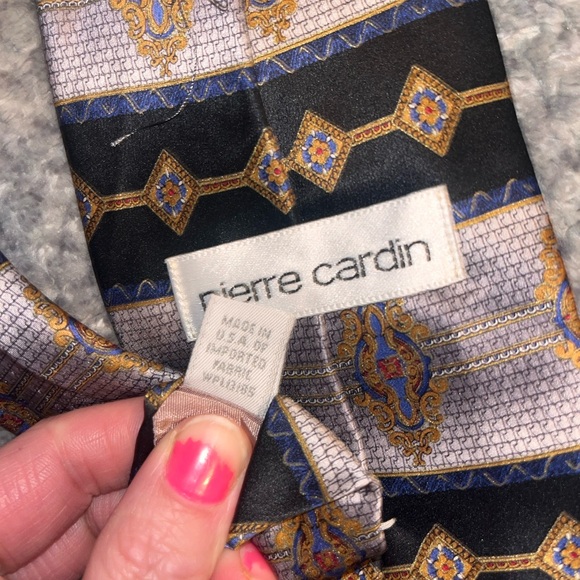 pierre cardin
MADE IN
U.S.A. OF
IMPORTED
FABRIC
WPL13185